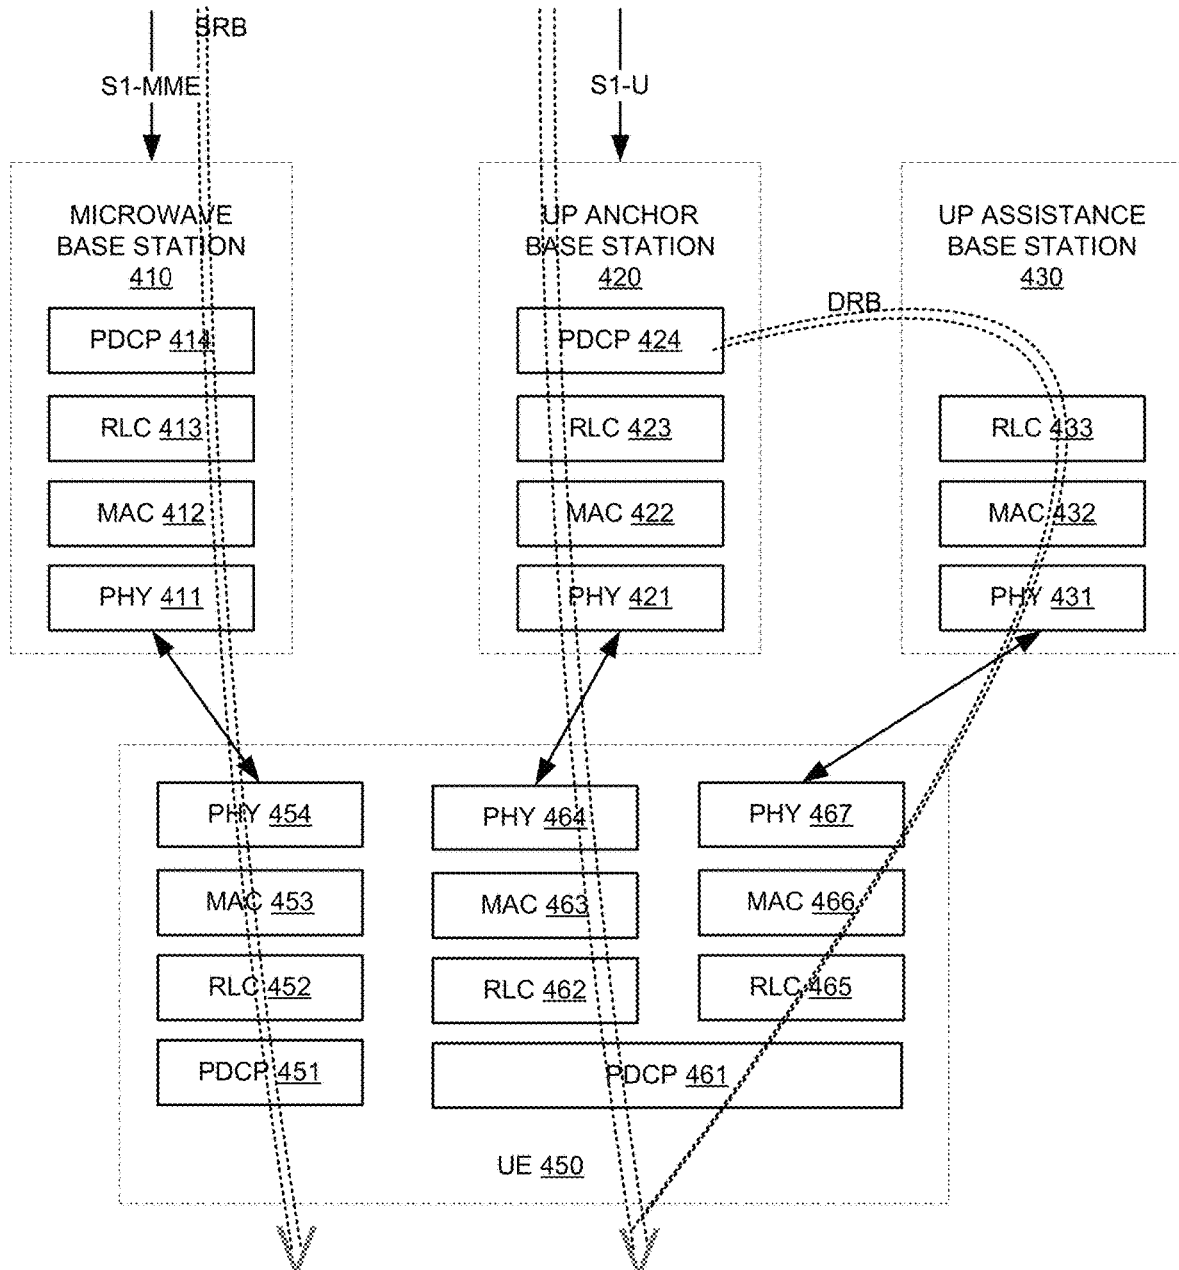 SRB
S1-MME
S1-U
MICROWAVE
BASE STATION
410
UP ANCHOR
BASE STATION
420
UP ASSISTANCE
BASE STATION
430
DRB
PDCP 414
PDCP 424
RLC 413
RLC 423
RLC 433
MAC 412
MAC 422
MAC 432
PHY 411
PHY 421
PHY 431
PHY 454
PHY 464
PHY 467
MAC 453
MAC 463
MAC 466
RLC 452
RLC 462
RLC 465
PDCP 451
PDCP 461
UE 450